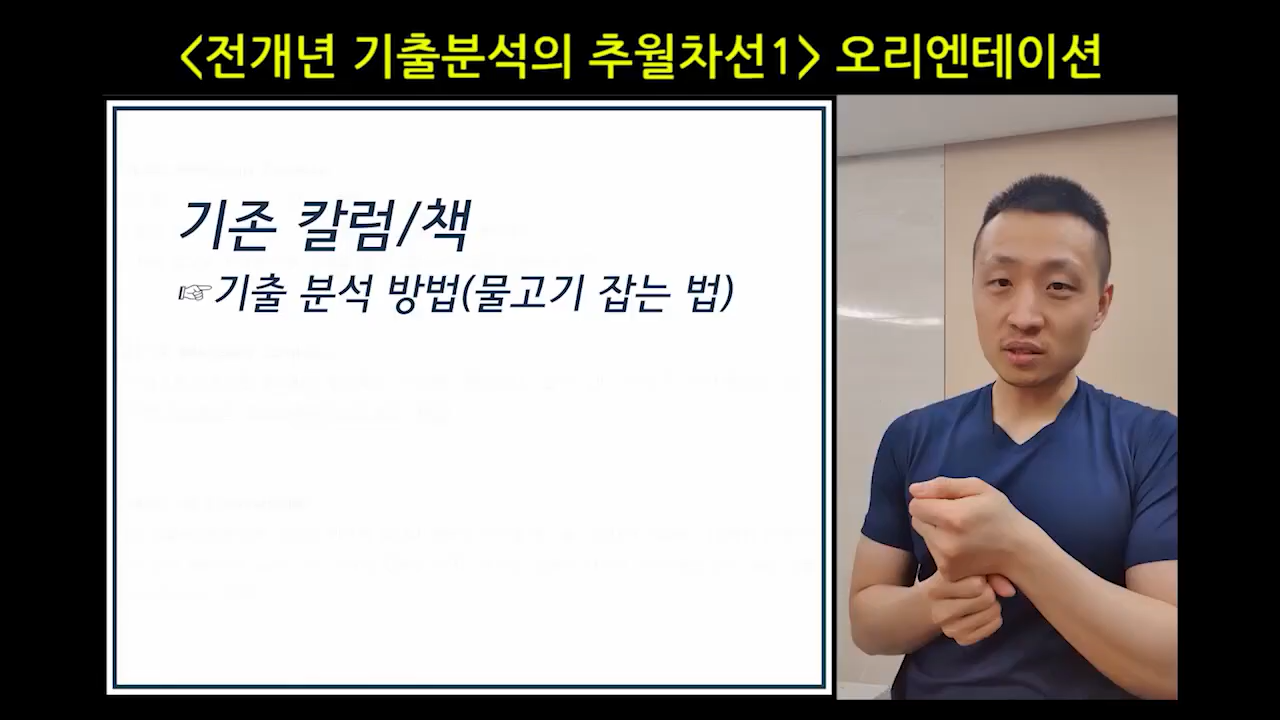 <전개년 기출분석의 추월차선1> 오리엔테이션
기존 칼럼/책
☞기출 분석 방법(물고기 잡는 법)